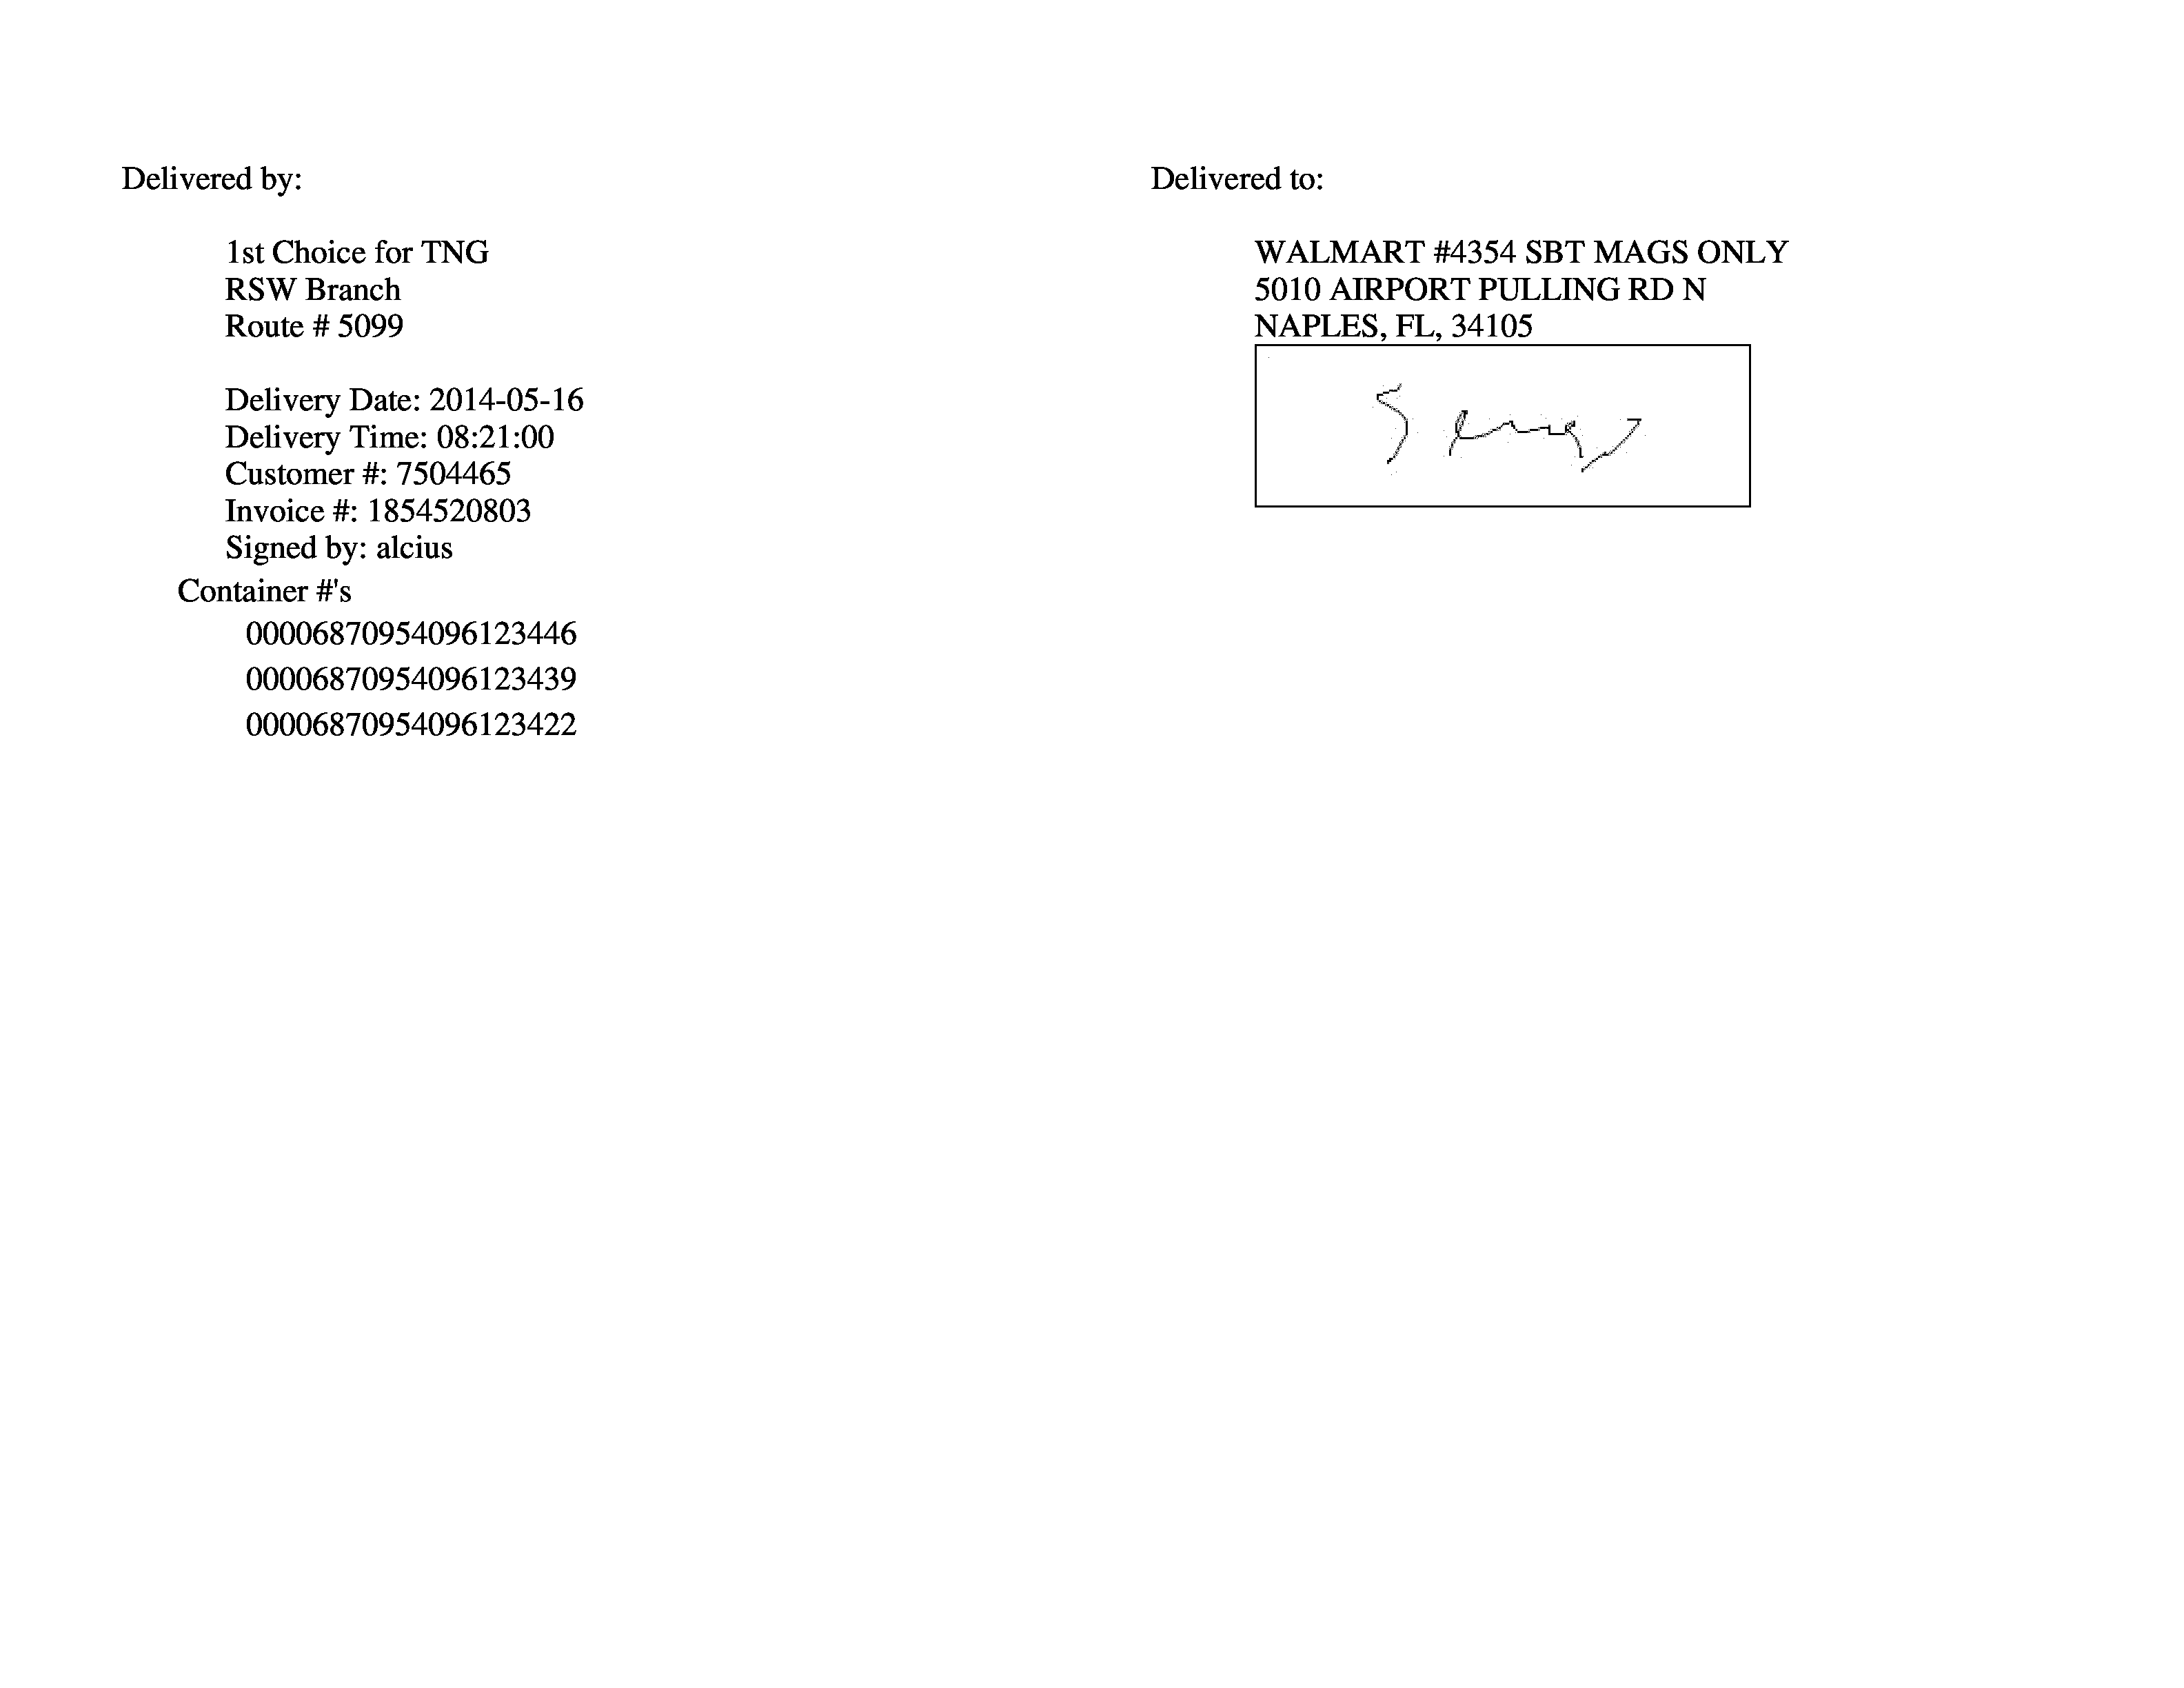 Delivered by:
1st Choice for TNG
RSW Branch
Route # 5099
Delivery Date: 2014-05-16
Delivery Time: 08:21:00
Customer #: 7504465
Invoice #: 1854520803
Signed by: alcius
Container #'s
00006870954096123446
00006870954096123439
00006870954096123422
Delivered to:
WALMART #4354 SBT MAGS ONLY
5010 AIRPORT PULLING RD N
NAPLES, FL, 34105